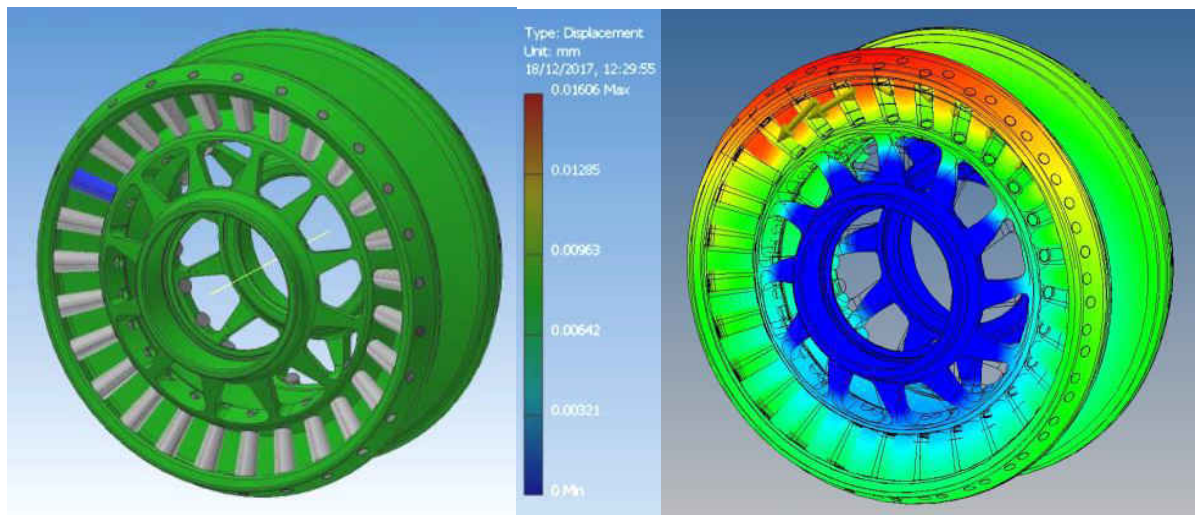 Type: Displacement
Unit: mm
18/12/2017, 12:29:55
0.01606 Max
0.01285
0.00963
0.00642
0.00321
0 Min